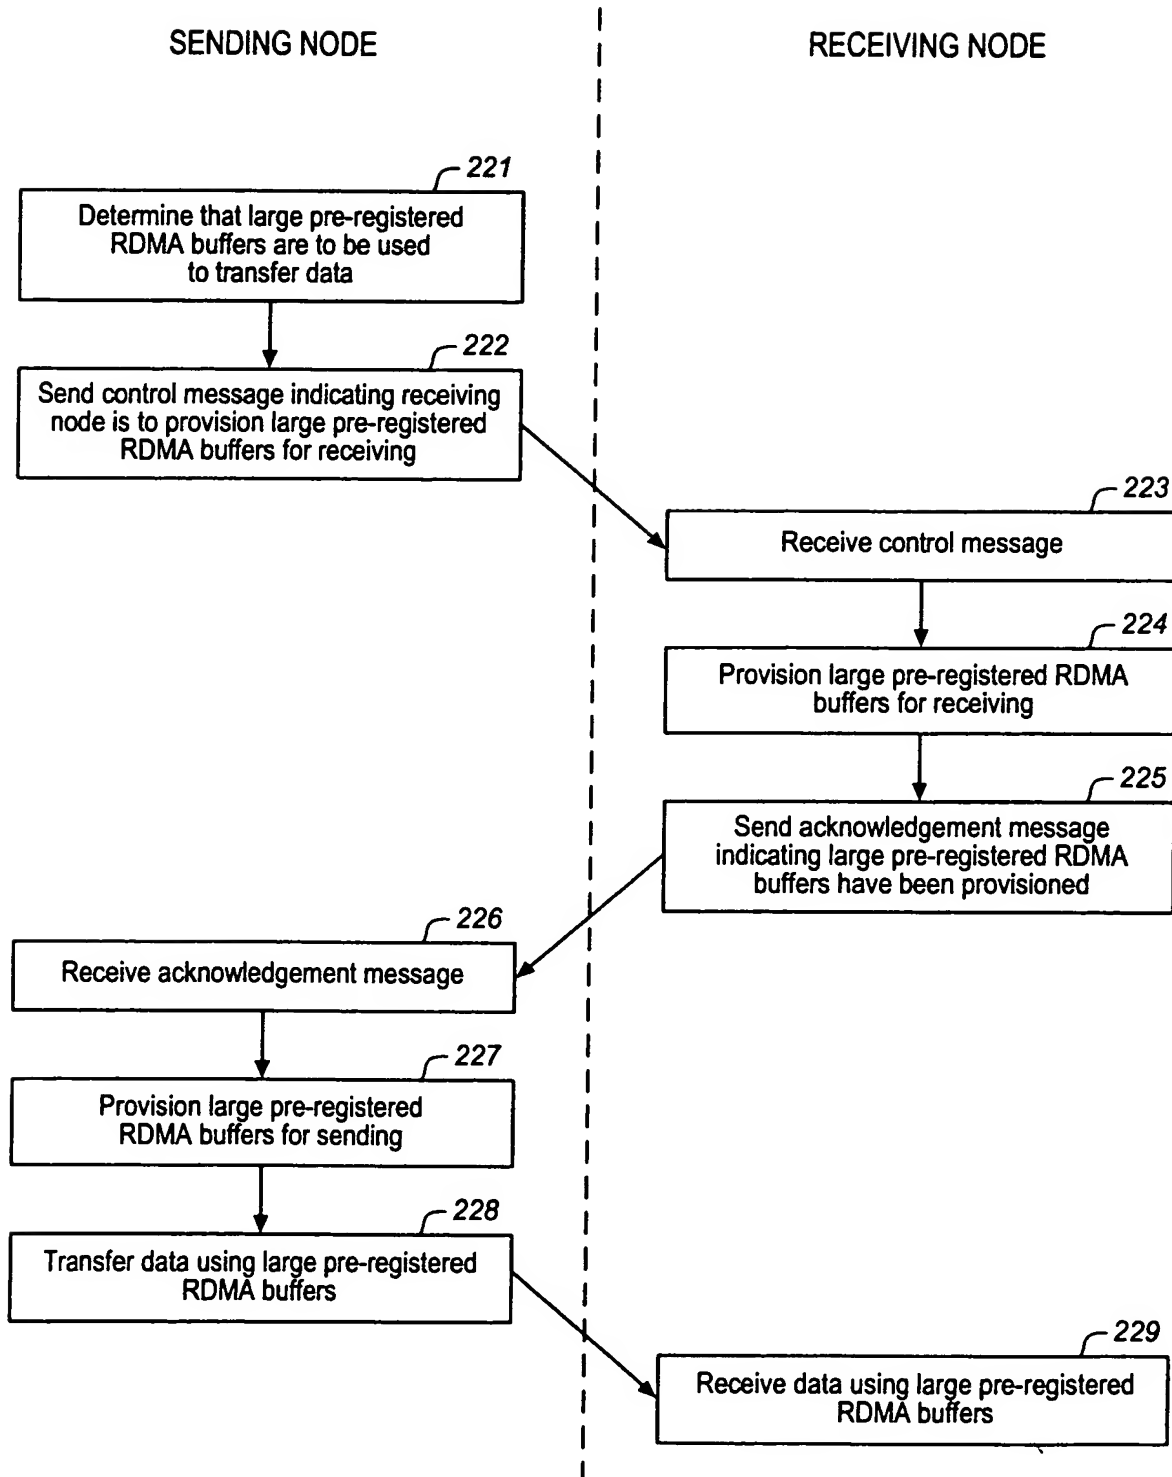 SENDING NODE
RECEIVING NODE
221
Determine that large pre-registered
RDMA buffers are to be used
to transfer data
222
Send control message indicating receiving
node is to provision large pre-registered
RDMA buffers for receiving
223
Receive control message
224
Provision large pre-registered RDMA
buffers for receiving
225
Send acknowledgement message
indicating large pre-registered RDMA
buffers have been provisioned
226
Receive acknowledgement message
227
Provision large pre-registered
RDMA buffers for sending
228
Transfer data using large pre-registered
RDMA buffers
229
Receive data using large pre-registered
RDMA buffers